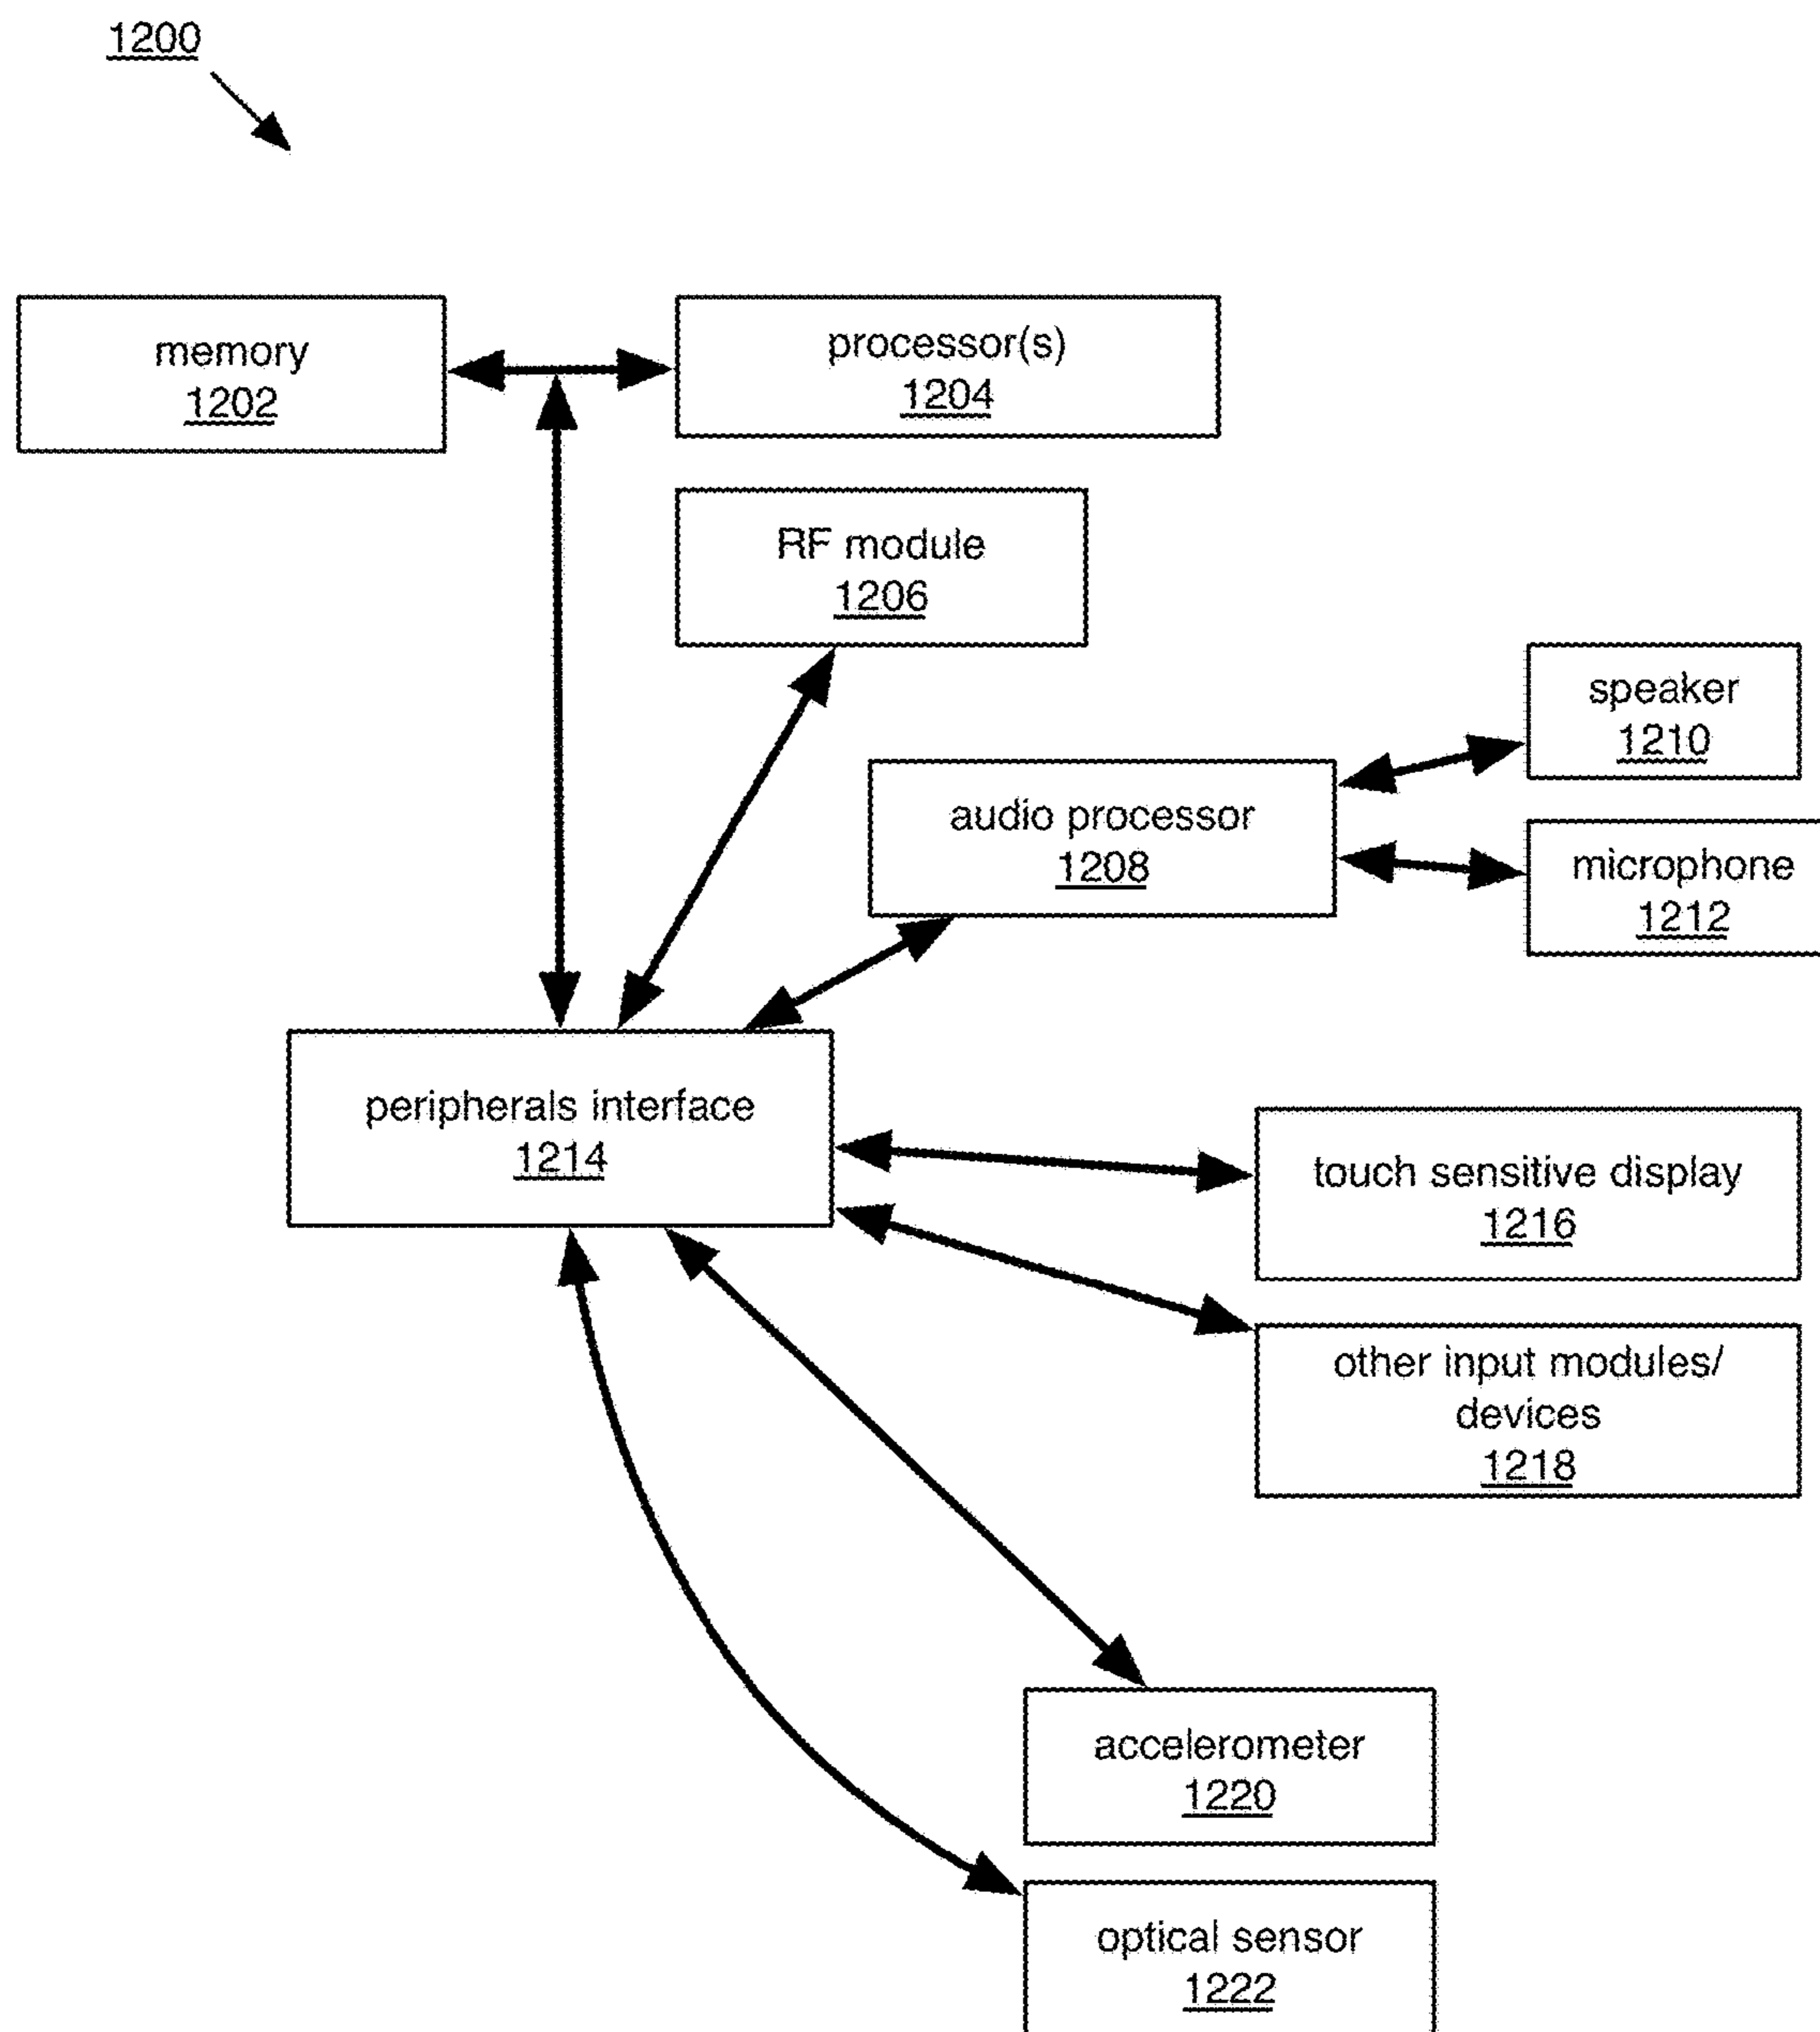 1200
memory
1202
processor(s)
1204
RF module
1206
speaker
1210
audio processor
1208
microphone
1212
peripherals interface
1214
touch sensitive display
1216
other input modules/
devices
1218
accelerometer
1220
optical sensor
1222